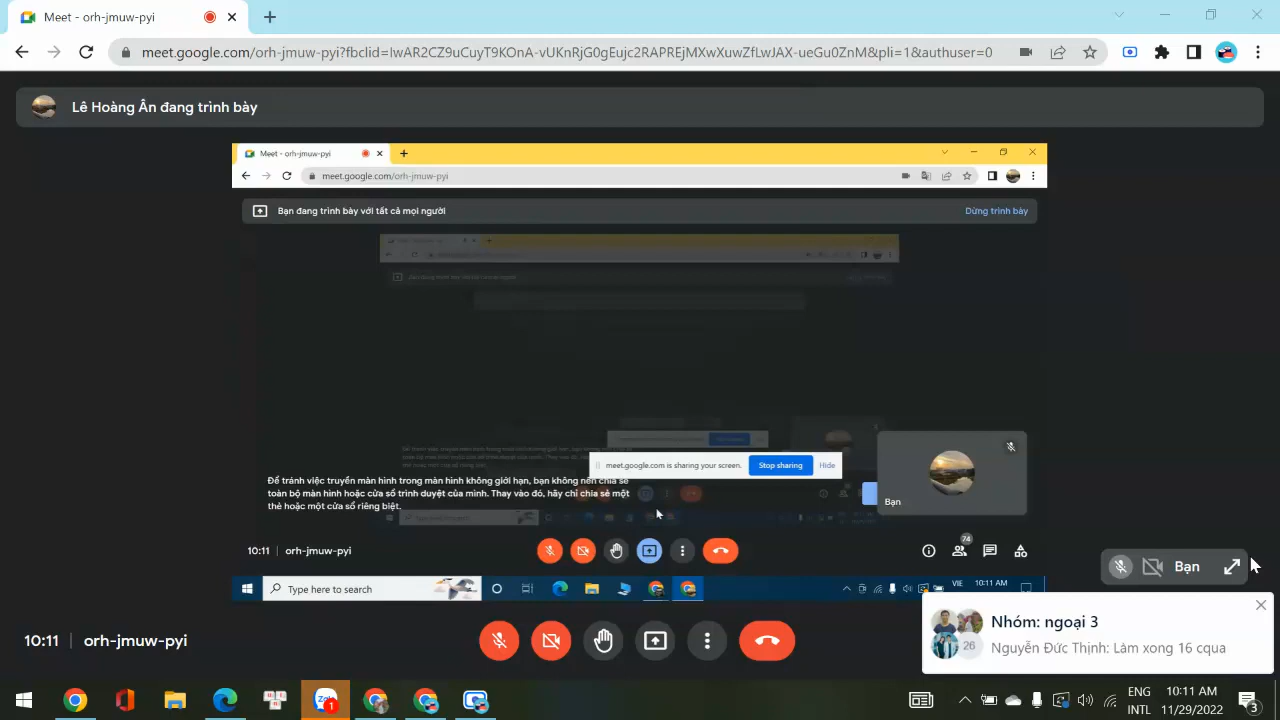 Meet - orh-jmuw-pyi
meet.google.com/orh-jmuw-pyi?fbclid=IwAR2CZ9uCuyT9KOnA-vUKnRjG0gEujc2RAPREjMXwXuwZfLwJAX-ueGu0ZnM&pli=1&authuser=0
Lê Hoàng Ân đang trình bày
Meet - orh-jmuw-pyi
meet.google.com/orh-jmuw-pyi
Bạn đang trình bày với tất cả mọi người
Dừng trình bày
meet.google.com is sharing your screen.
Stop sharing
Hide
Để tránh việc truyền màn hình trong màn hình không giới hạn, bạn không nên chia sẻ
toàn bộ màn hình hoặc cửa sổ trình duyệt của mình. Thay vào đó, hãy chỉ chia sẻ một
thẻ hoặc một cửa sổ riêng biệt.
Bạn
10:11 | orh-jmuw-pyi
74
Type here to search
VIE
10:11 AM
Bạn
Nhóm: ngoại 3
26
Nguyễn Đức Thịnh: Làm xong 16 cqua
10:11 | orh-jmuw-pyi
Zalo
1
ENG
INTL
10:11 AM
11/29/2022
3